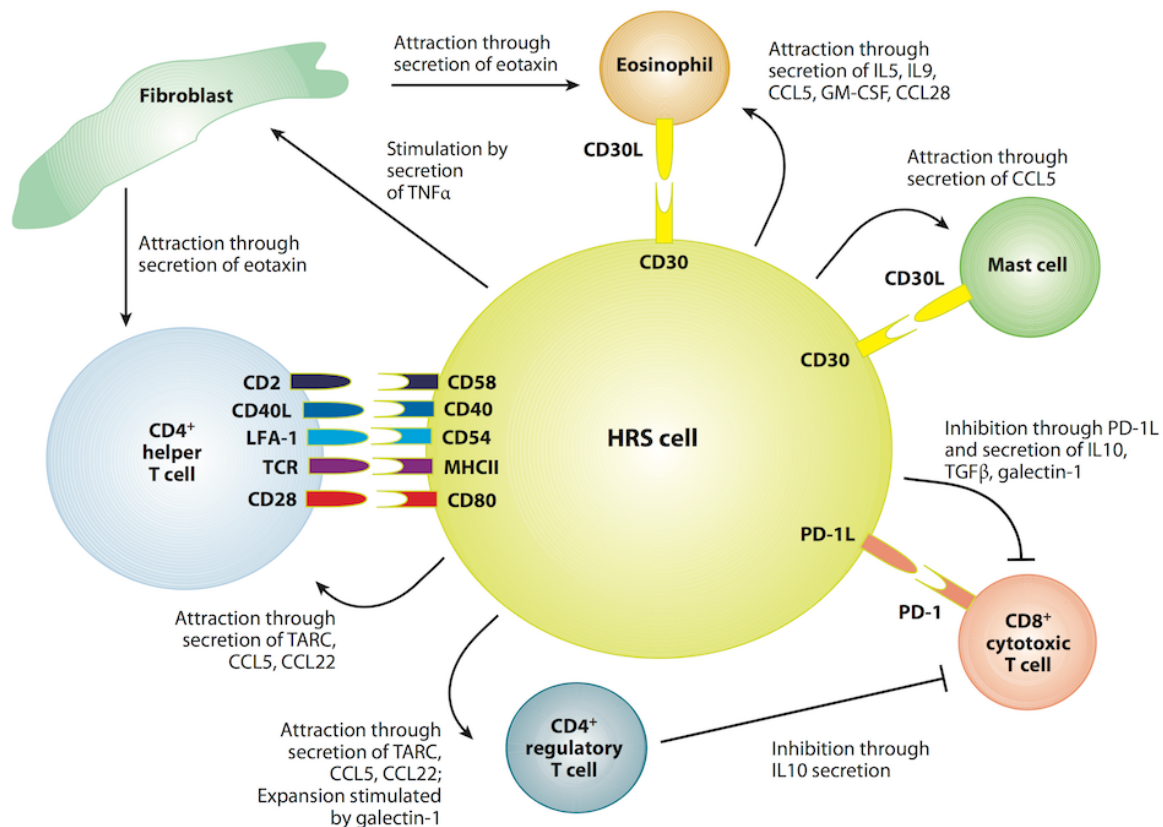 Attraction through
secretion of eotaxin
Eosinophil
Attraction through
secretion of IL5, IL9,
CCL5, GM-CSF, CCL28
Fibroblast
CD30L
Stimulation by
secretion
of TNFα
Attraction through
secretion of CCL5
Attraction through
secretion of eotaxin
CD30
Mast cell
CD30L
CD30
CD2
CD58
CD40L
CD40
LFA-1
CD54
TCR
MHCII
CD28
CD80
CD4⁺
helper
T cell
HRS cell
Inhibition through PD-1L
and secretion of IL10,
TGFβ, galectin-1
PD-1L
PD-1
CD8⁺
cytotoxic
T cell
Attraction through
secretion of TARC,
CCL5, CCL22
Attraction through
secretion of TARC,
CCL5, CCL22;
Expansion stimulated
by galectin-1
CD4⁺
regulatory
T cell
Inhibition through
IL10 secretion